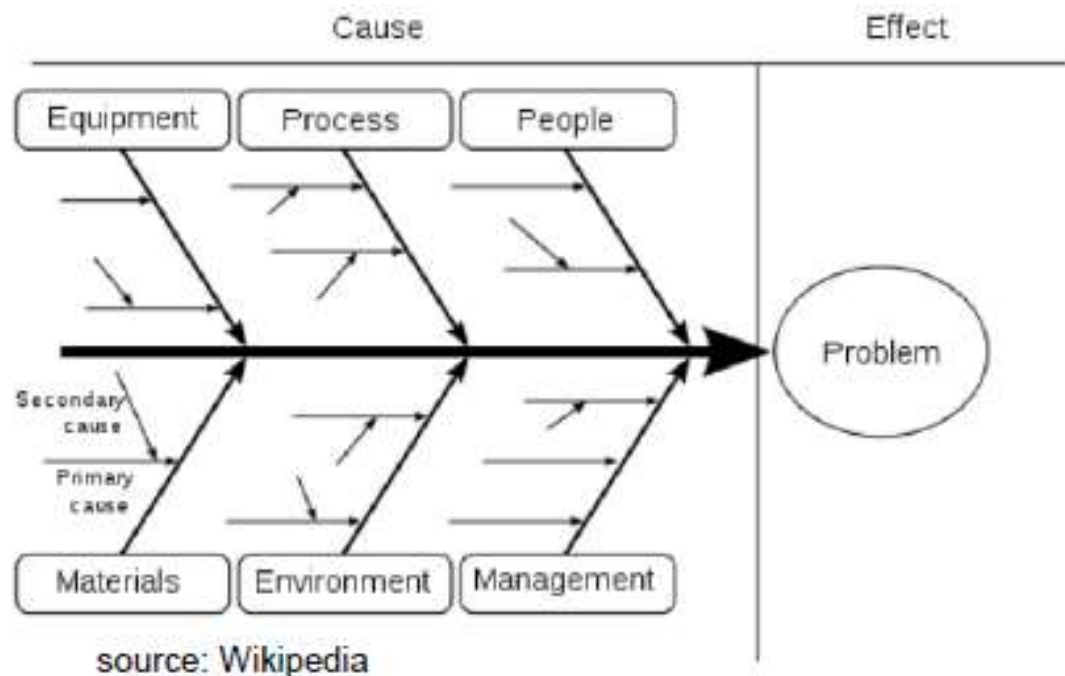 Cause
Effect
Equipment
Process
People
Problem
Secondary
cause
Primary
cause
Materials
Environment
Management
source: Wikipedia